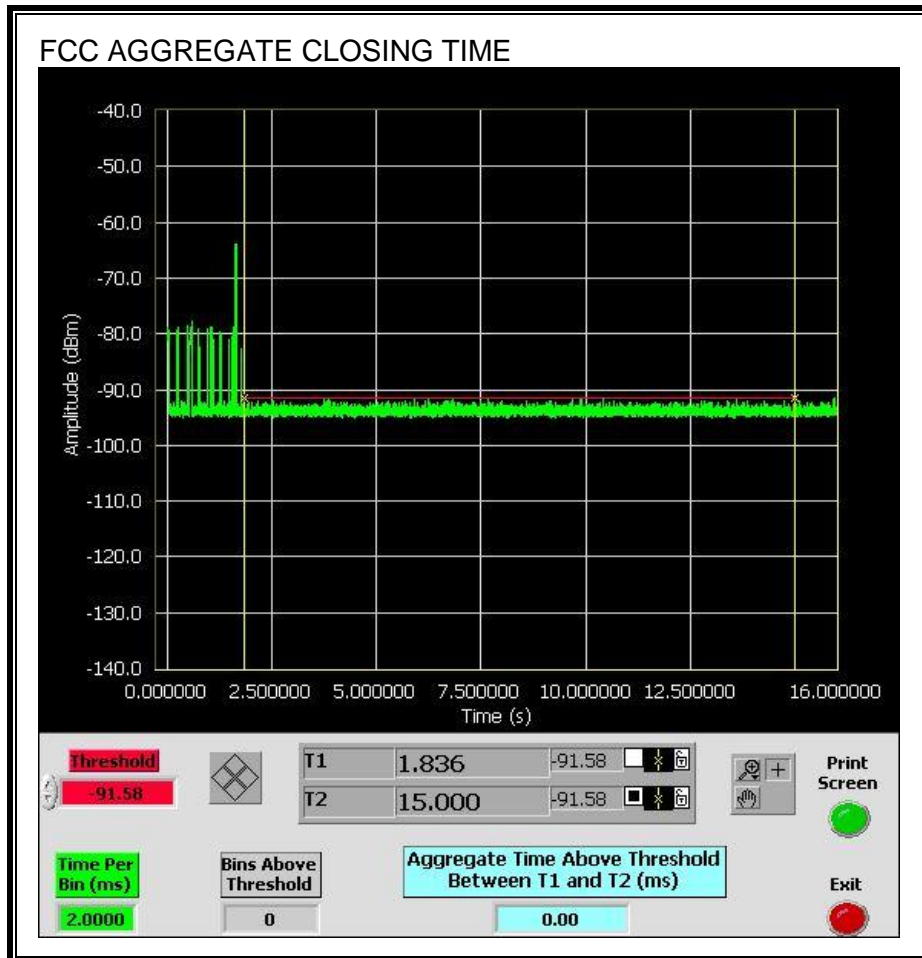 FCC AGGREGATE CLOSING TIME
-40.0
-50.0
-60.0
-70.0
-80.0
-90.0
-100.0
-110.0
-120.0
-130.0
-140.0
Amplitude (dBm)
0.000000 2.500000 5.000000 7.500000 10.000000 12.500000 16.000000
Time (s)
Threshold
-91.58
T1 1.836 -91.58
T2 15.000 -91.58
Print
Screen
Time Per
Bin (ms)
2.0000
Bins Above
Threshold
0
Aggregate Time Above Threshold
Between T1 and T2 (ms)
0.00
Exit